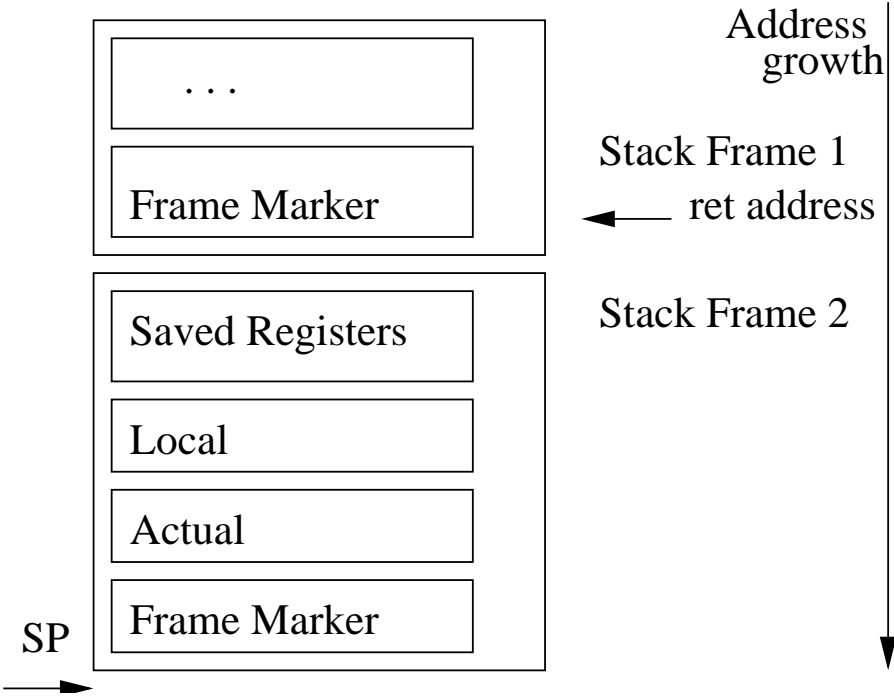 Address
growth
. . .
Stack Frame 1
Frame Marker
ret address
Saved Registers
Stack Frame 2
Local
Actual
Frame Marker
SP